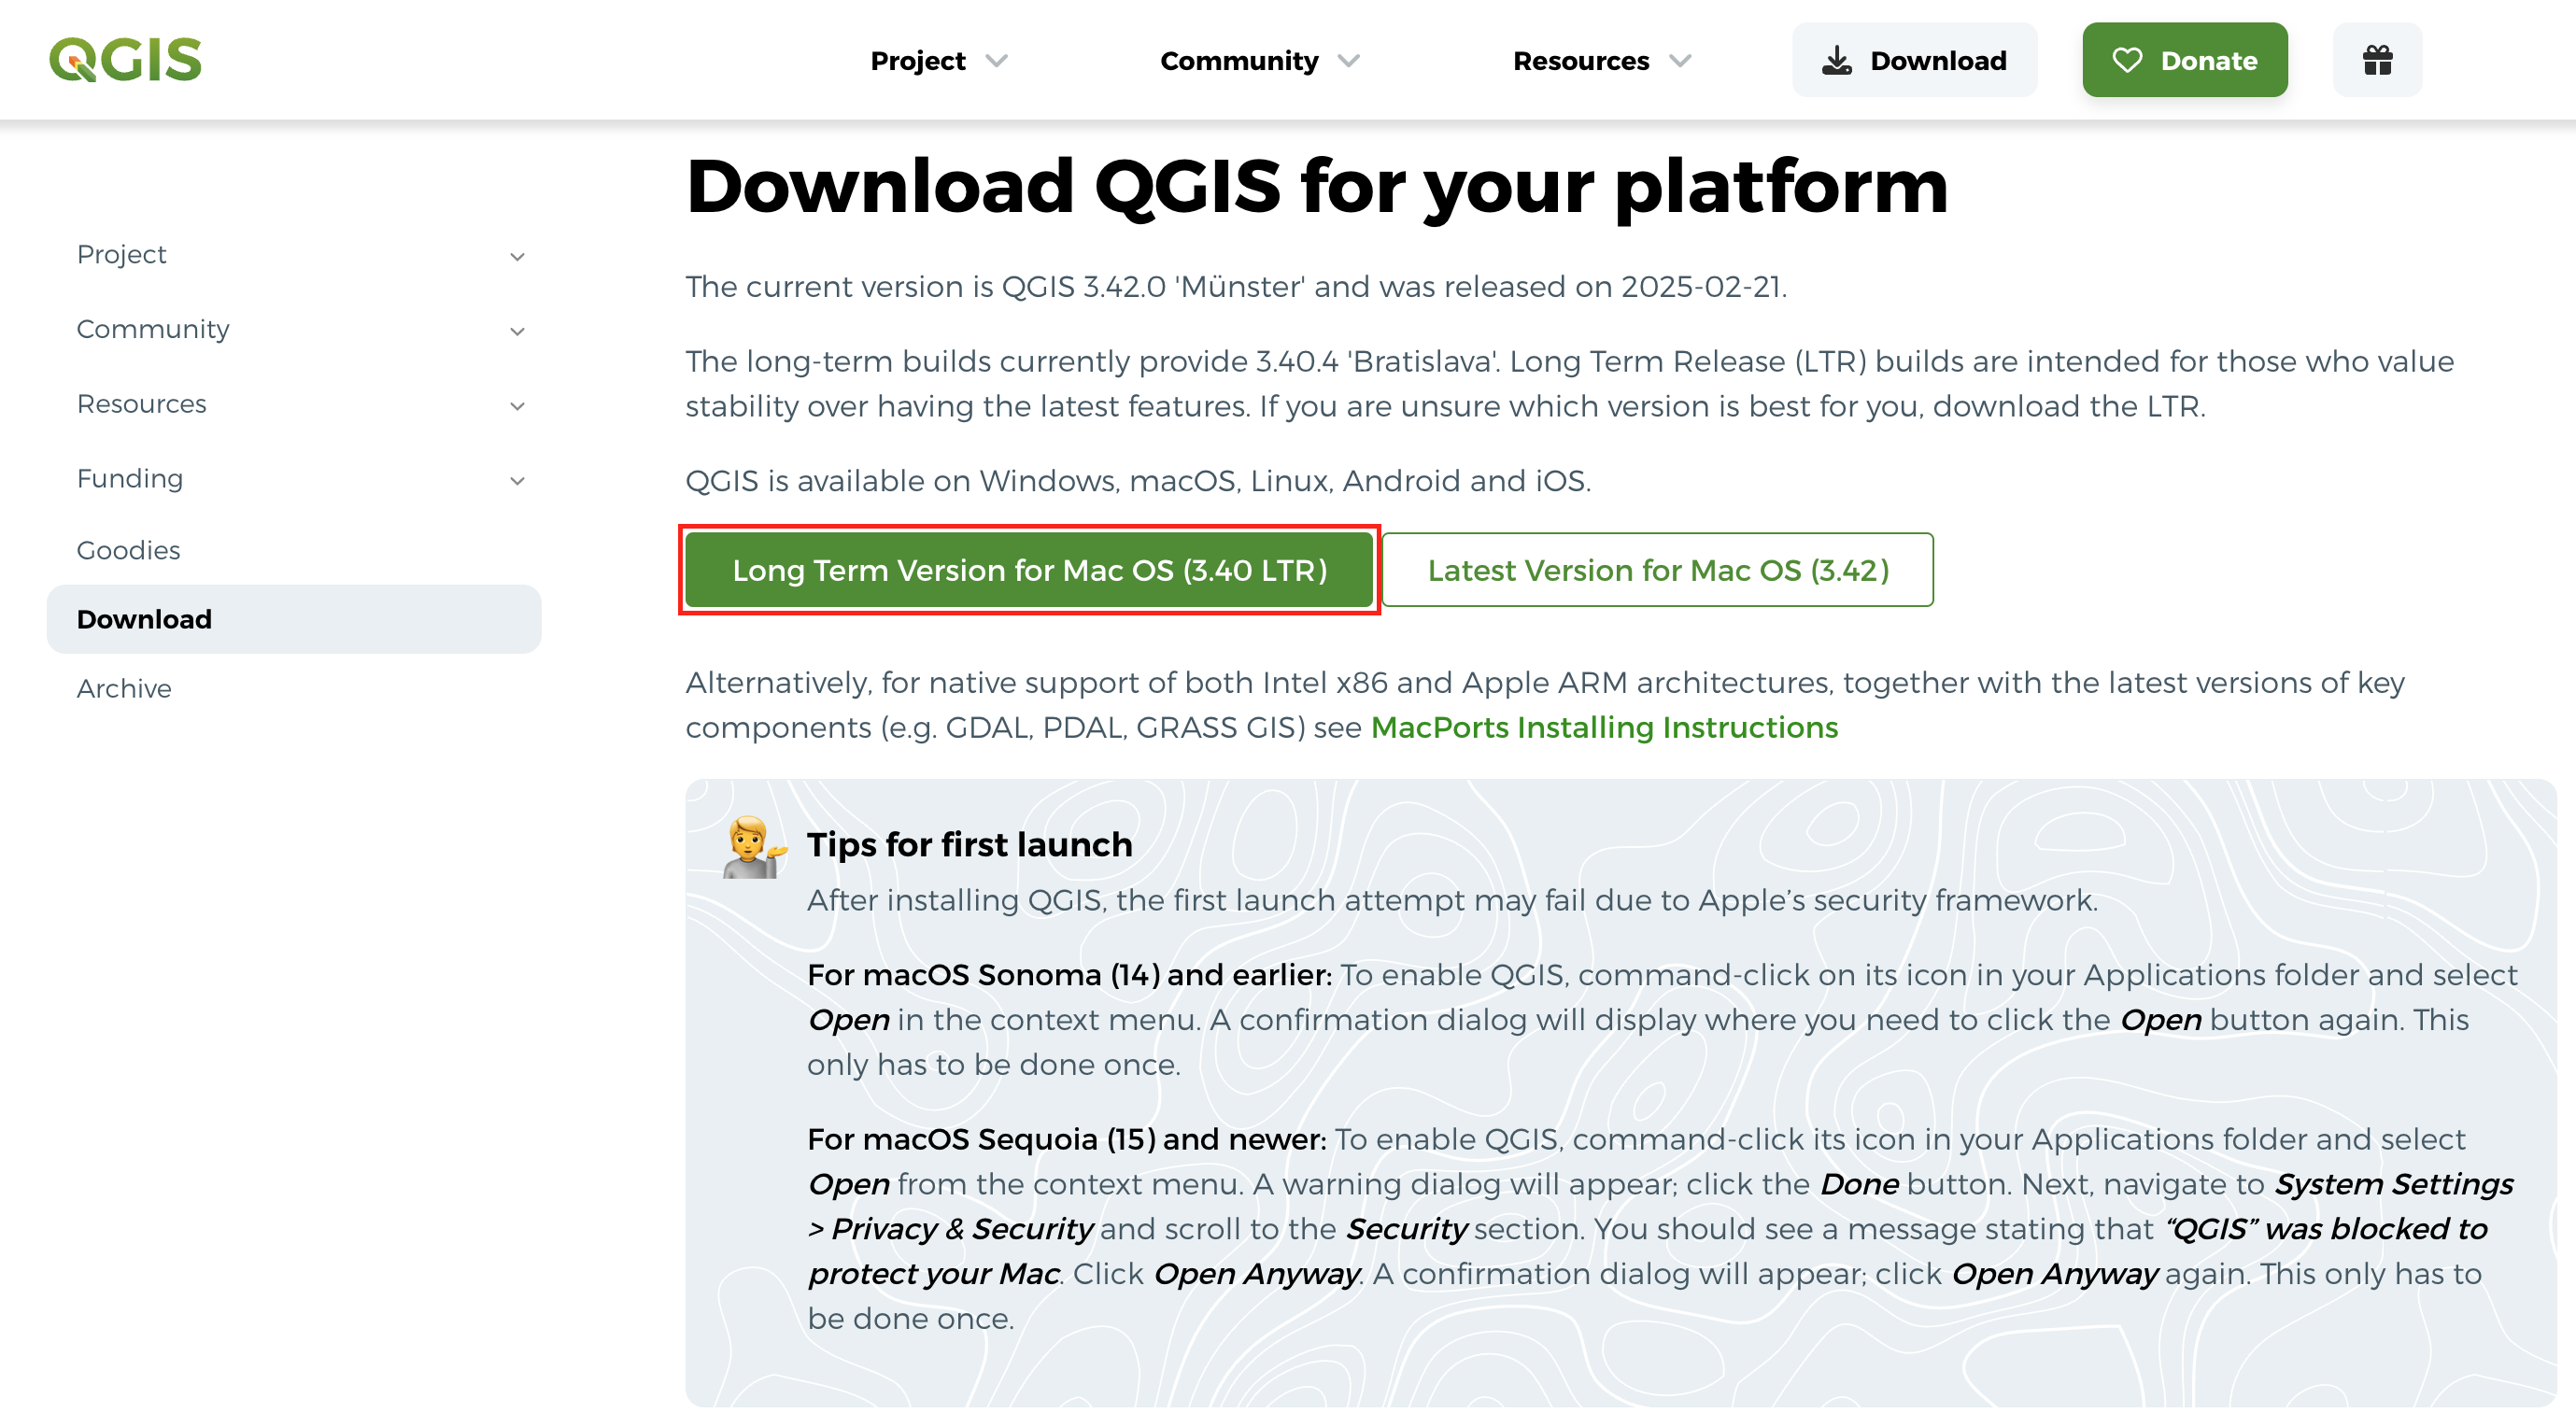 QGIS
Project
Community
Resources
Download
Donate
Project
Community
Resources
Funding
Goodies
Download
Archive
Download QGIS for your platform
The current version is QGIS 3.42.0 'Münster' and was released on 2025-02-21.
The long-term builds currently provide 3.40.4 'Bratislava'. Long Term Release (LTR) builds are intended for those who value
stability over having the latest features. If you are unsure which version is best for you, download the LTR.
QGIS is available on Windows, macOS, Linux, Android and iOS.
Long Term Version for Mac OS (3.40 LTR)
Latest Version for Mac OS (3.42)
Alternatively, for native support of both Intel x86 and Apple ARM architectures, together with the latest versions of key
components (e.g. GDAL, PDAL, GRASS GIS) see MacPorts Installing Instructions
Tips for first launch
After installing QGIS, the first launch attempt may fail due to Apple’s security framework.
For macOS Sonoma (14) and earlier: To enable QGIS, command-click on its icon in your Applications folder and select
Open in the context menu. A confirmation dialog will display where you need to click the Open button again. This
only has to be done once.
For macOS Sequoia (15) and newer: To enable QGIS, command-click its icon in your Applications folder and select
Open from the context menu. A warning dialog will appear; click the Done button. Next, navigate to System Settings
> Privacy & Security and scroll to the Security section. You should see a message stating that “QGIS” was blocked to
protect your Mac. Click Open Anyway. A confirmation dialog will appear; click Open Anyway again. This only has to
be done once.